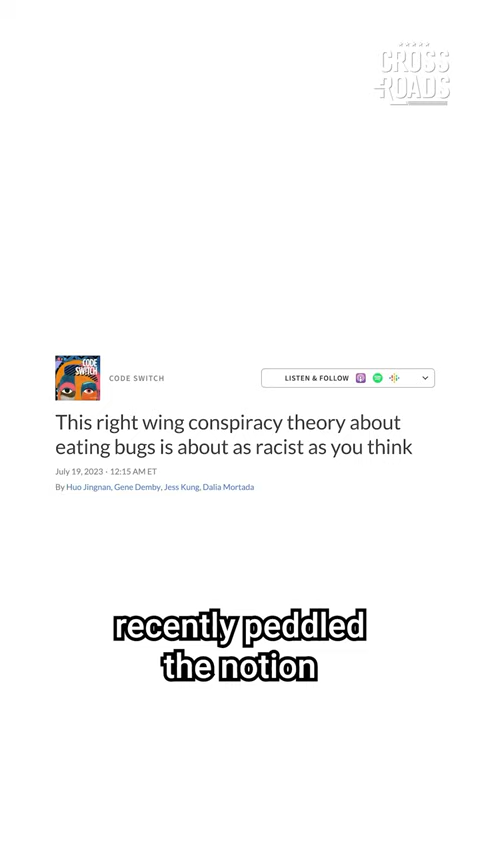 CROSS
ROADS
CODE
SWITCH
CODE SWITCH
LISTEN & FOLLOW
This right wing conspiracy theory about
eating bugs is about as racist as you think
July 19, 2023 · 12:15 AM ET
By Huo Jingnan, Gene Demby, Jess Kung, Dalia Mortada
recently peddled
the notion